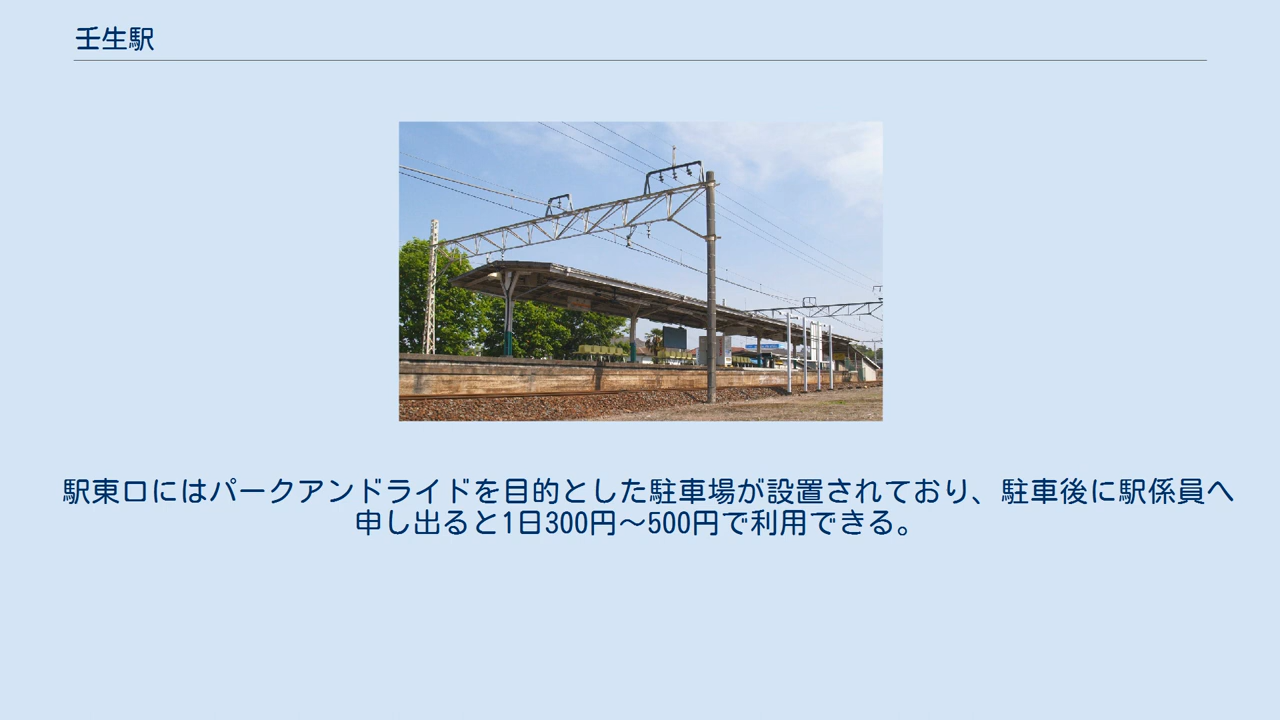 壬生駅
駅東口にはパークアンドライドを目的とした駐車場が設置されており、駐車後に駅係員へ
申し出ると1日300円～500円で利用できる。